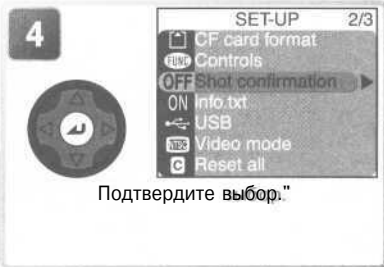 4
SET-UP 2/3
CF card format
FUNC Controls
OFF Shot confirmation
ON info.txt
USB
NTSC Video mode
C Reset all
Подтвердите выбор."